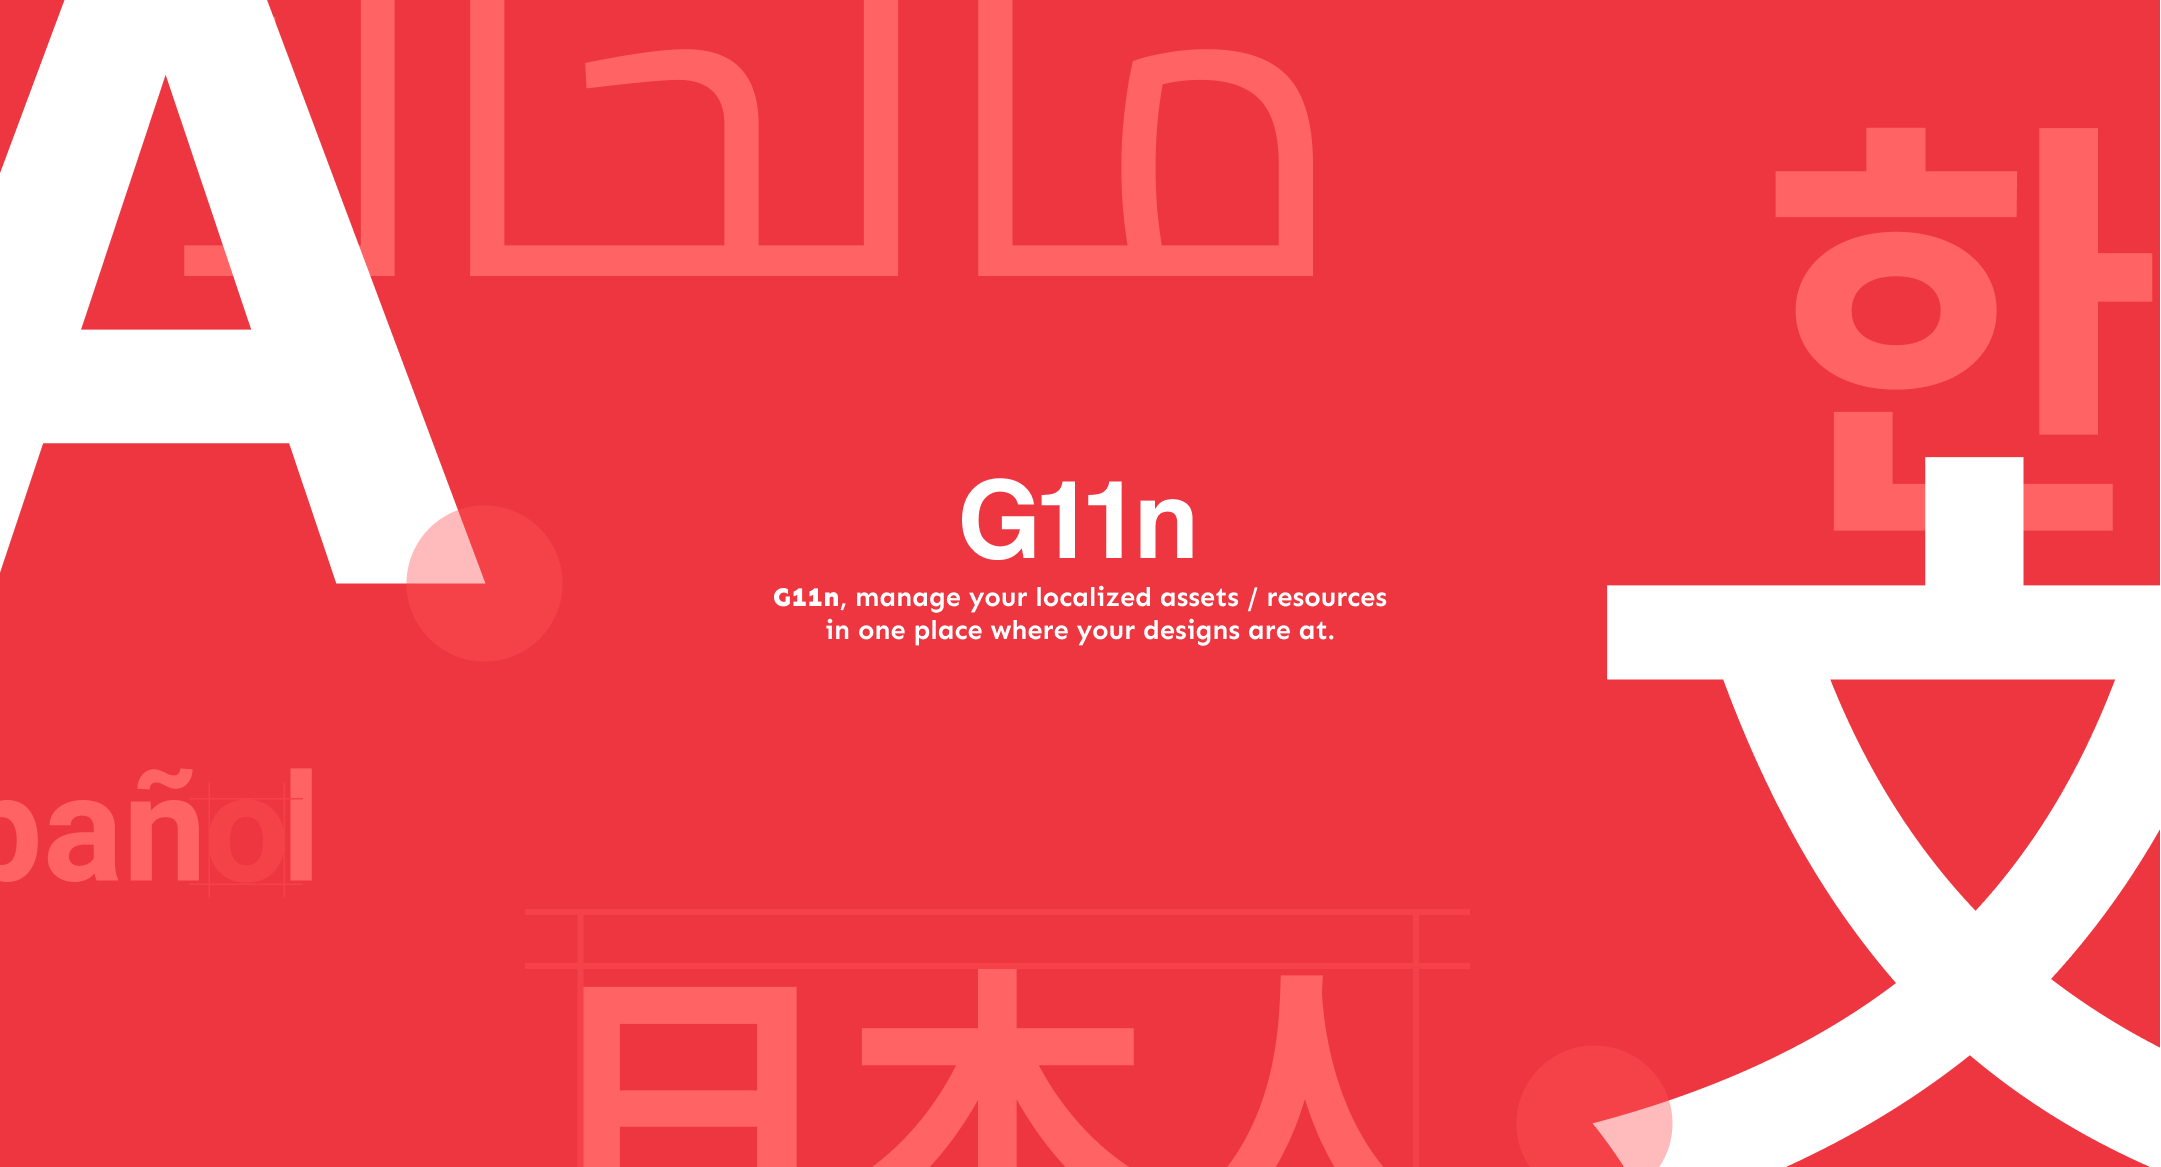 A
한
G11n
G11n, manage your localized assets / resources
in one place where your designs are at.
文
pañol
日本人